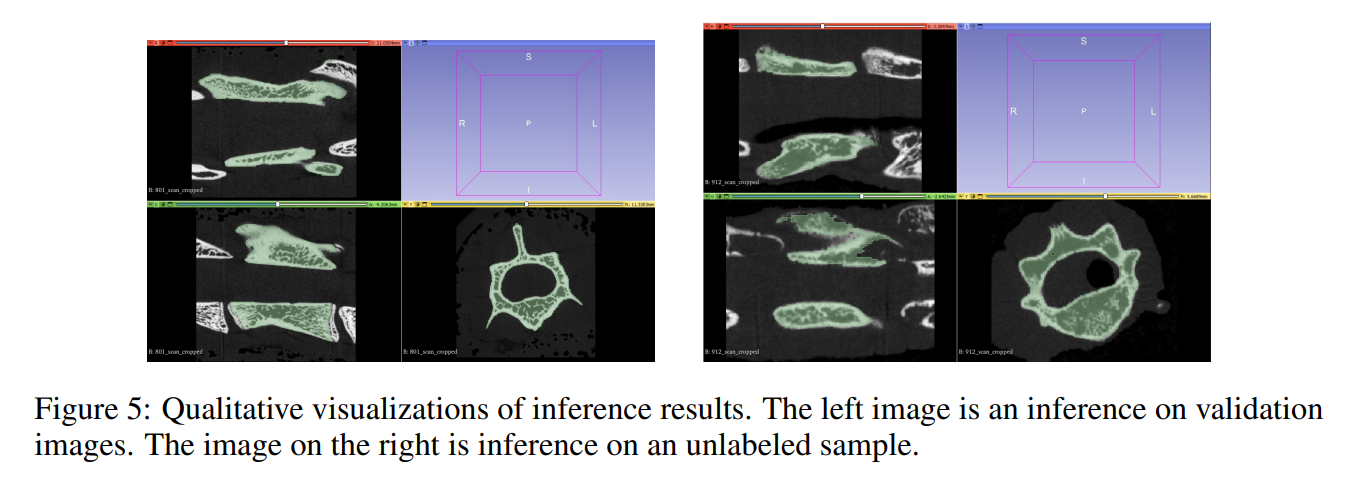 S
R
P
L
I
B: 801_scan_cropped
B: 801_scan_cropped
B: 801_scan_cropped
S
R
P
L
I
B: 912_scan_cropped
B: 912_scan_cropped
B: 912_scan_cropped
Figure 5: Qualitative visualizations of inference results. The left image is an inference on validation
images. The image on the right is inference on an unlabeled sample.